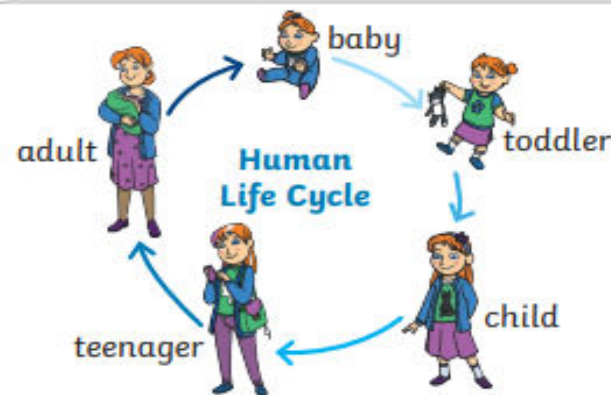 baby
toddler
adult
Human
Life Cycle
child
teenager